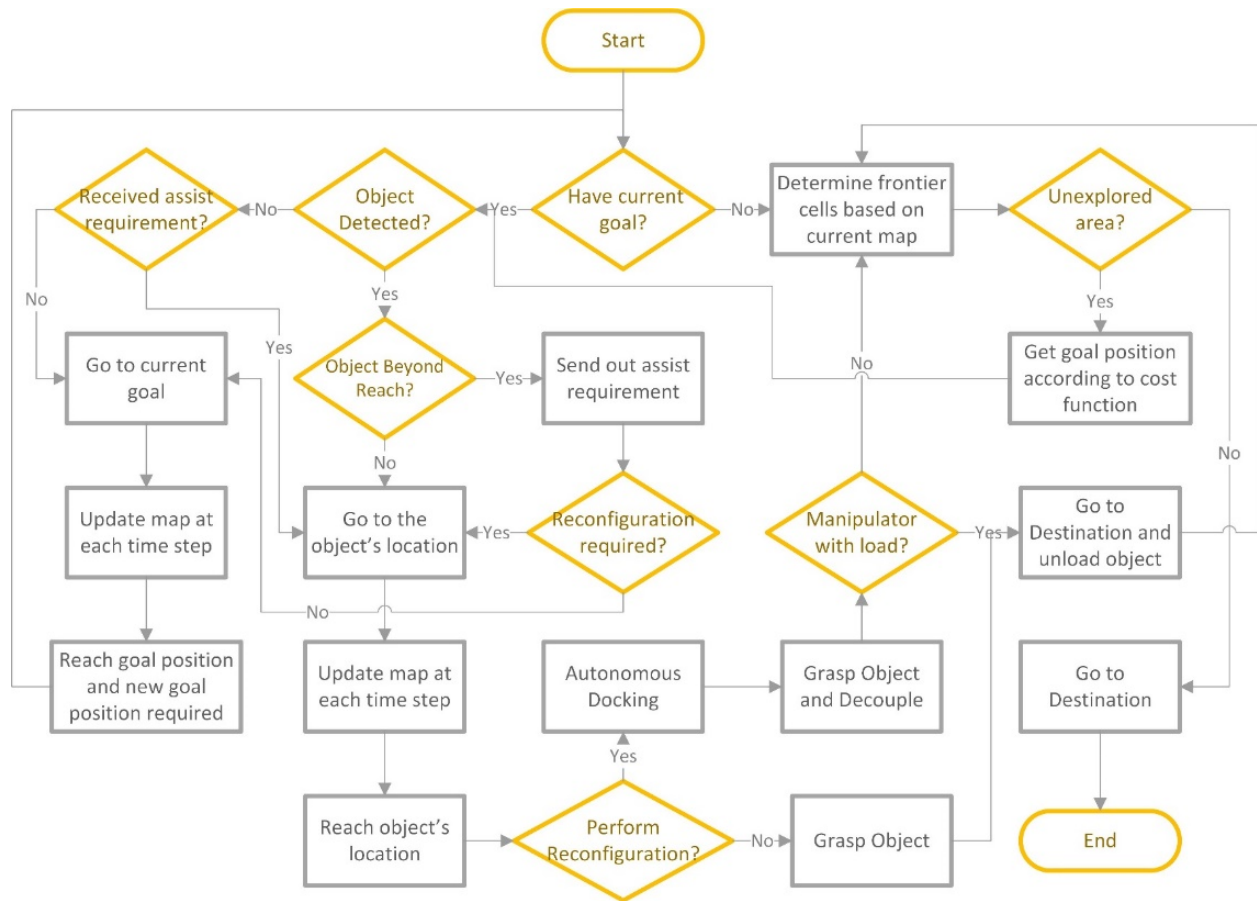 Start
Received assist
requirement?
No
Object
Detected?
Yes
Have current
goal?
No
Determine frontier
cells based on
current map
Unexplored
area?
No
Yes
Yes
Yes
Go to current
goal
Object Beyond
Reach?
Yes
Send out assist
requirement
No
Get goal position
according to cost
function
No
No
Update map at
each time step
Go to the
object's location
Yes
Reconfiguration
required?
Manipulator
with load?
Yes
Go to
Destination and
unload object
No
Reach goal position
and new goal
position required
Update map at
each time step
Autonomous
Docking
Grasp Object
and Decouple
Go to
Destination
Yes
Reach object's
location
Perform
Reconfiguration?
No
Grasp Object
End